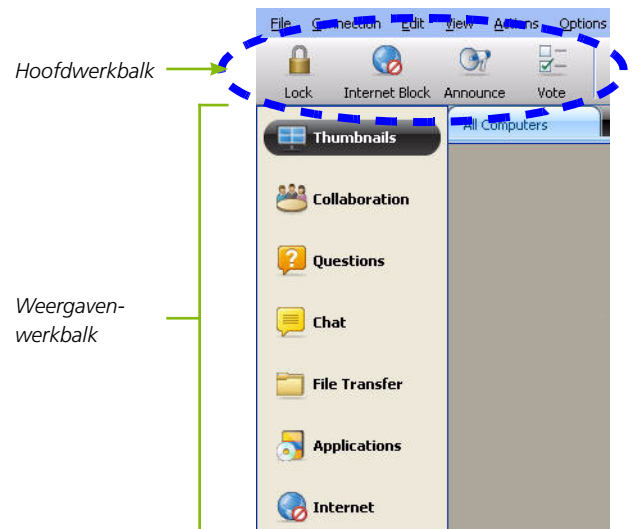 File Connection Edit View Actions Options
Hoofdwerkbalk
Lock Internet Block Announce Vote
All Computers
Thumbnails
Collaboration
Questions
Weergaven-
werkbalk
Chat
File Transfer
Applications
Internet